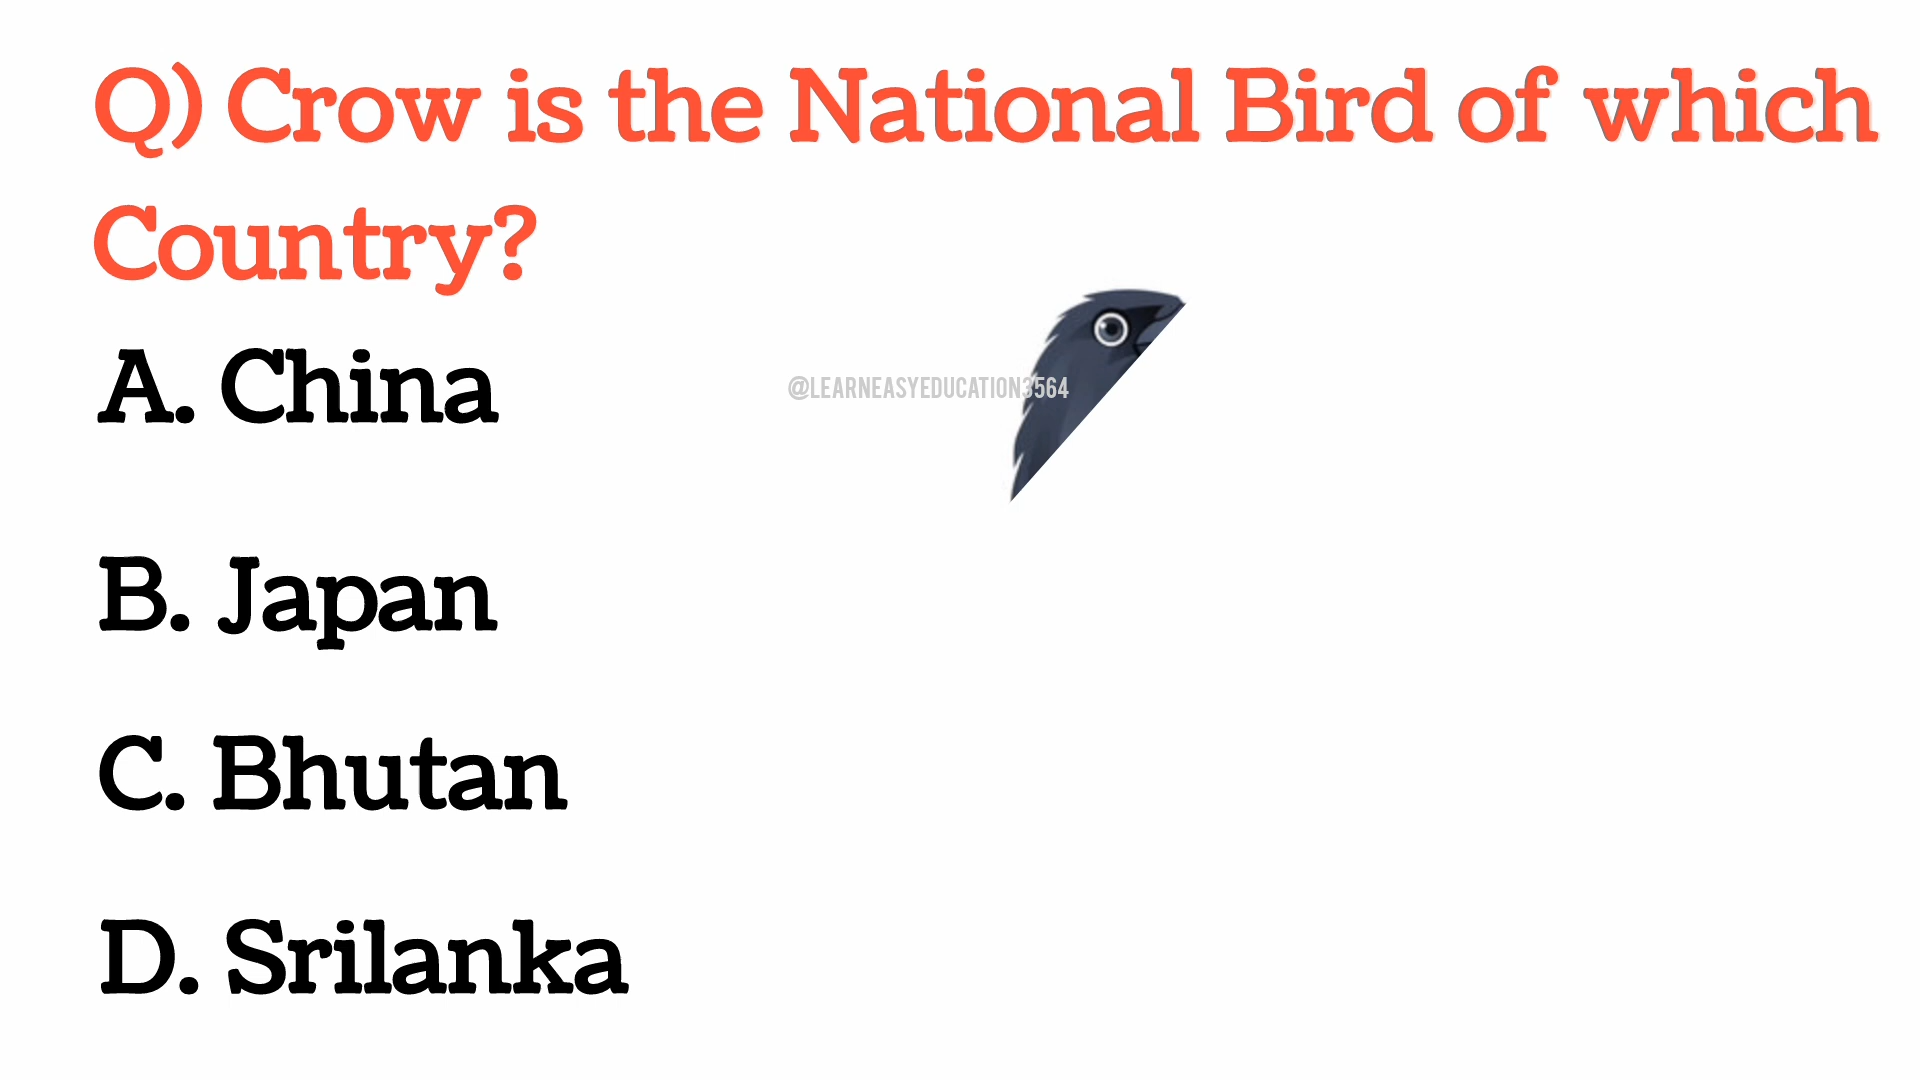 Q) Crow is the National Bird of which
Country?
A. China
@LEARNEASYEDUCATION3564
B. Japan
C. Bhutan
D. Srilanka